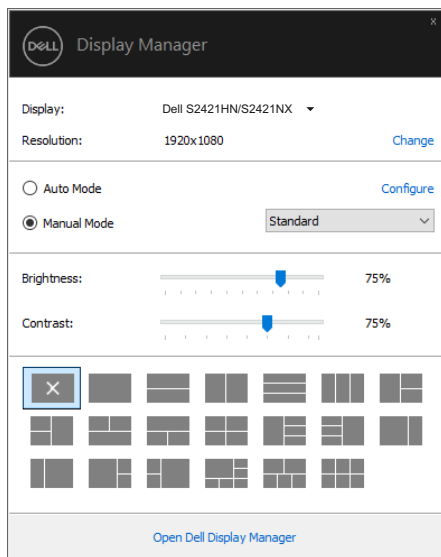 x
DELL Display Manager
Display: Dell S2421HN/S2421NX
Resolution: 1920x1080 Change
Auto Mode Configure
Manual Mode Standard
Brightness: 75%
Contrast: 75%
Open Dell Display Manager